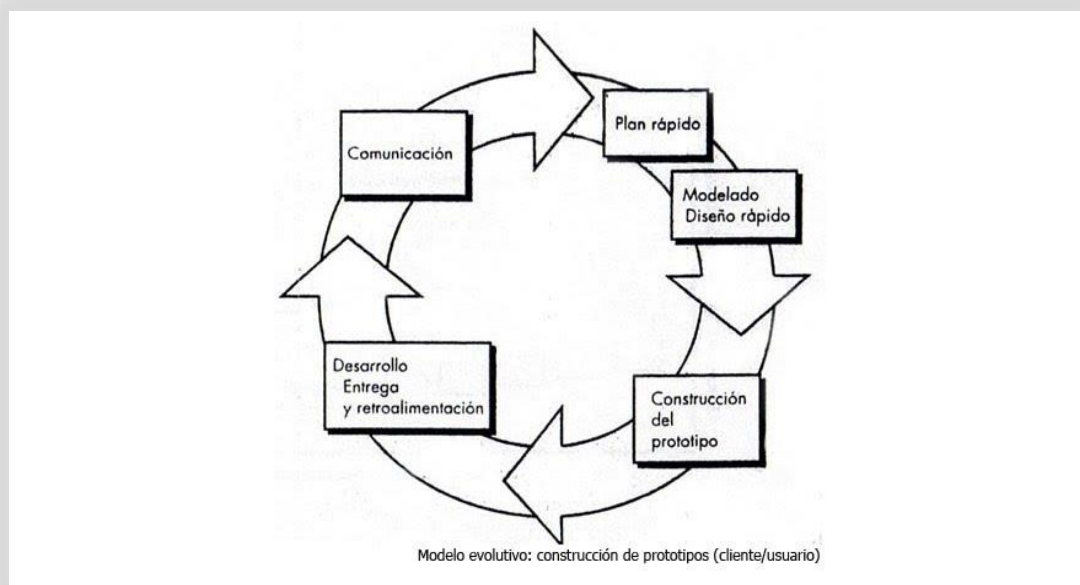 Comunicación
Plan rápido
Modelado
Diseño rápido
Construcción
del
prototipo
Desarrollo
Entrega
y retroalimentación
Modelo evolutivo: construcción de prototipos (cliente/usuario)